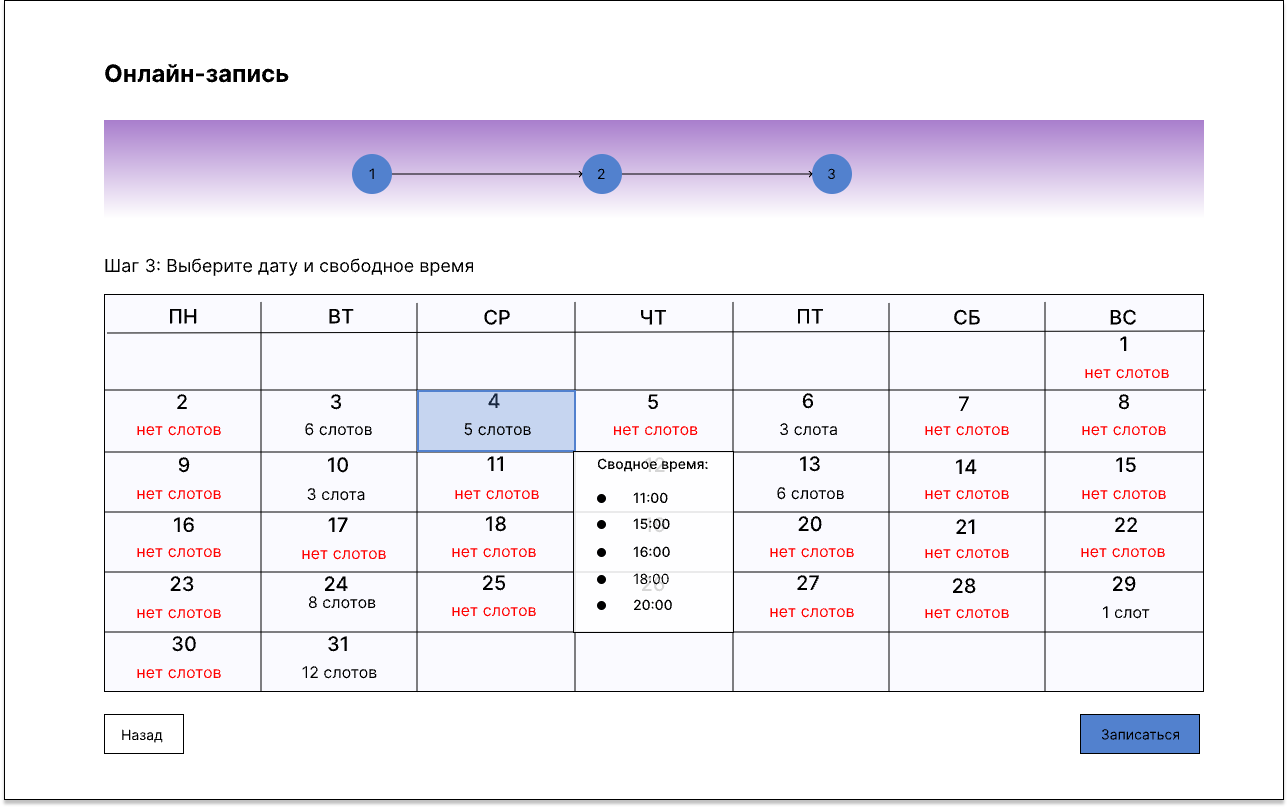 Онлайн-запись
1 2 3
Шаг 3: Выберите дату и свободное время
ПН ВТ СР ЧТ ПТ СБ ВС
1
нет слотов
2 3 4 5 6 7 8
нет слотов 6 слотов 5 слотов нет слотов 3 слота нет слотов нет слотов
9 10 11 12 13 14 15
нет слотов 3 слота нет слотов 6 слотов нет слотов нет слотов
Сводное время:
11:00
15:00
16:00
18:00
20:00
16 17 18 20 21 22
нет слотов нет слотов нет слотов нет слотов нет слотов нет слотов
23 24 25 26 27 28 29
нет слотов 8 слотов нет слотов нет слотов нет слотов 1 слот
30 31
нет слотов 12 слотов
Назад Записаться